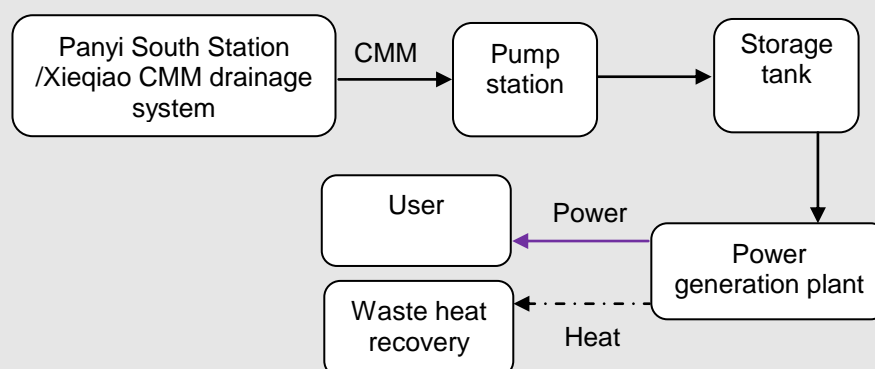 Panyi South Station
/Xieqiao CMM drainage
system
CMM
Pump
station
Storage
tank
User
Power
Power
generation plant
Waste heat
recovery
Heat